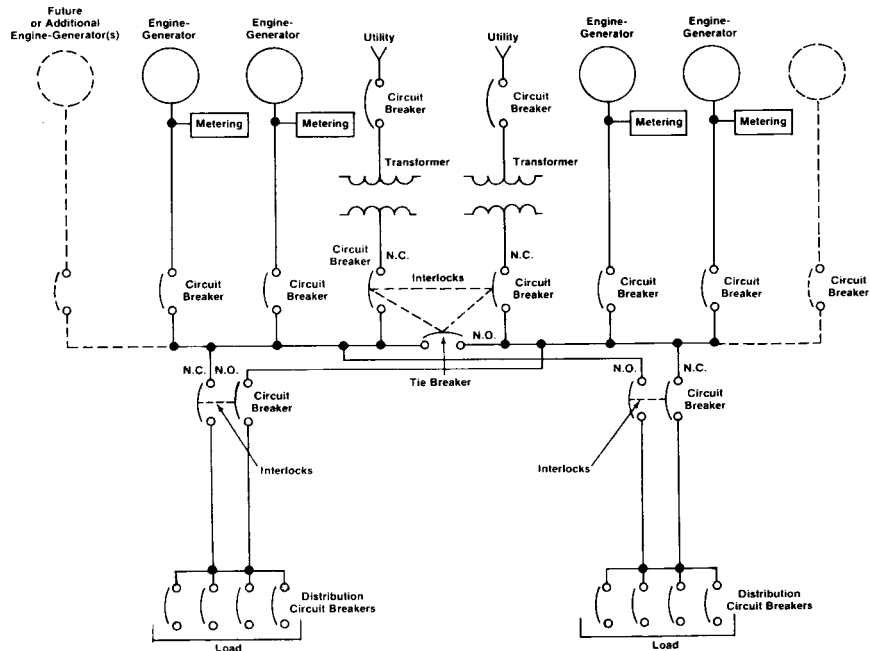 Future
or Additional
Engine-Generator(s)
Engine-
Generator
Engine-
Generator
Utility
Utility
Engine-
Generator
Engine-
Generator
Circuit
Breaker
Circuit
Breaker
Metering
Metering
Metering
Metering
Transformer
Transformer
Circuit
Breaker
N.C.
N.C.
Interlocks
Circuit
Breaker
Circuit
Breaker
Circuit
Breaker
Circuit
Breaker
Circuit
Breaker
Circuit
Breaker
N.O.
Tie Breaker
N.C.
N.O.
N.O.
N.C.
Circuit
Breaker
Circuit
Breaker
Interlocks
Interlocks
Distribution
Circuit Breakers
Distribution
Circuit Breakers
Load
Load